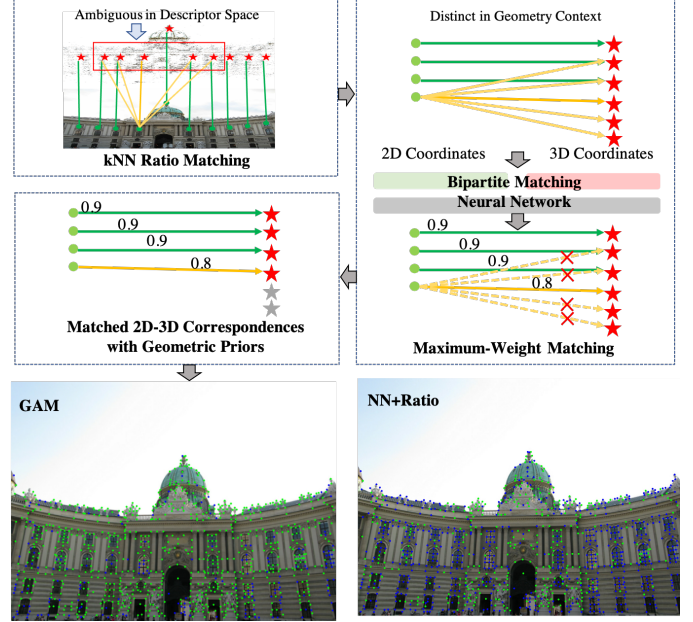 Ambiguous in Descriptor Space
kNN Ratio Matching
Distinct in Geometry Context
2D Coordinates
3D Coordinates
Bipartite Matching
Neural Network
0.9
0.9
0.9
0.8
Maximum-Weight Matching
0.9
0.9
0.9
0.8
Matched 2D-3D Correspondences
with Geometric Priors
GAM
NN+Ratio